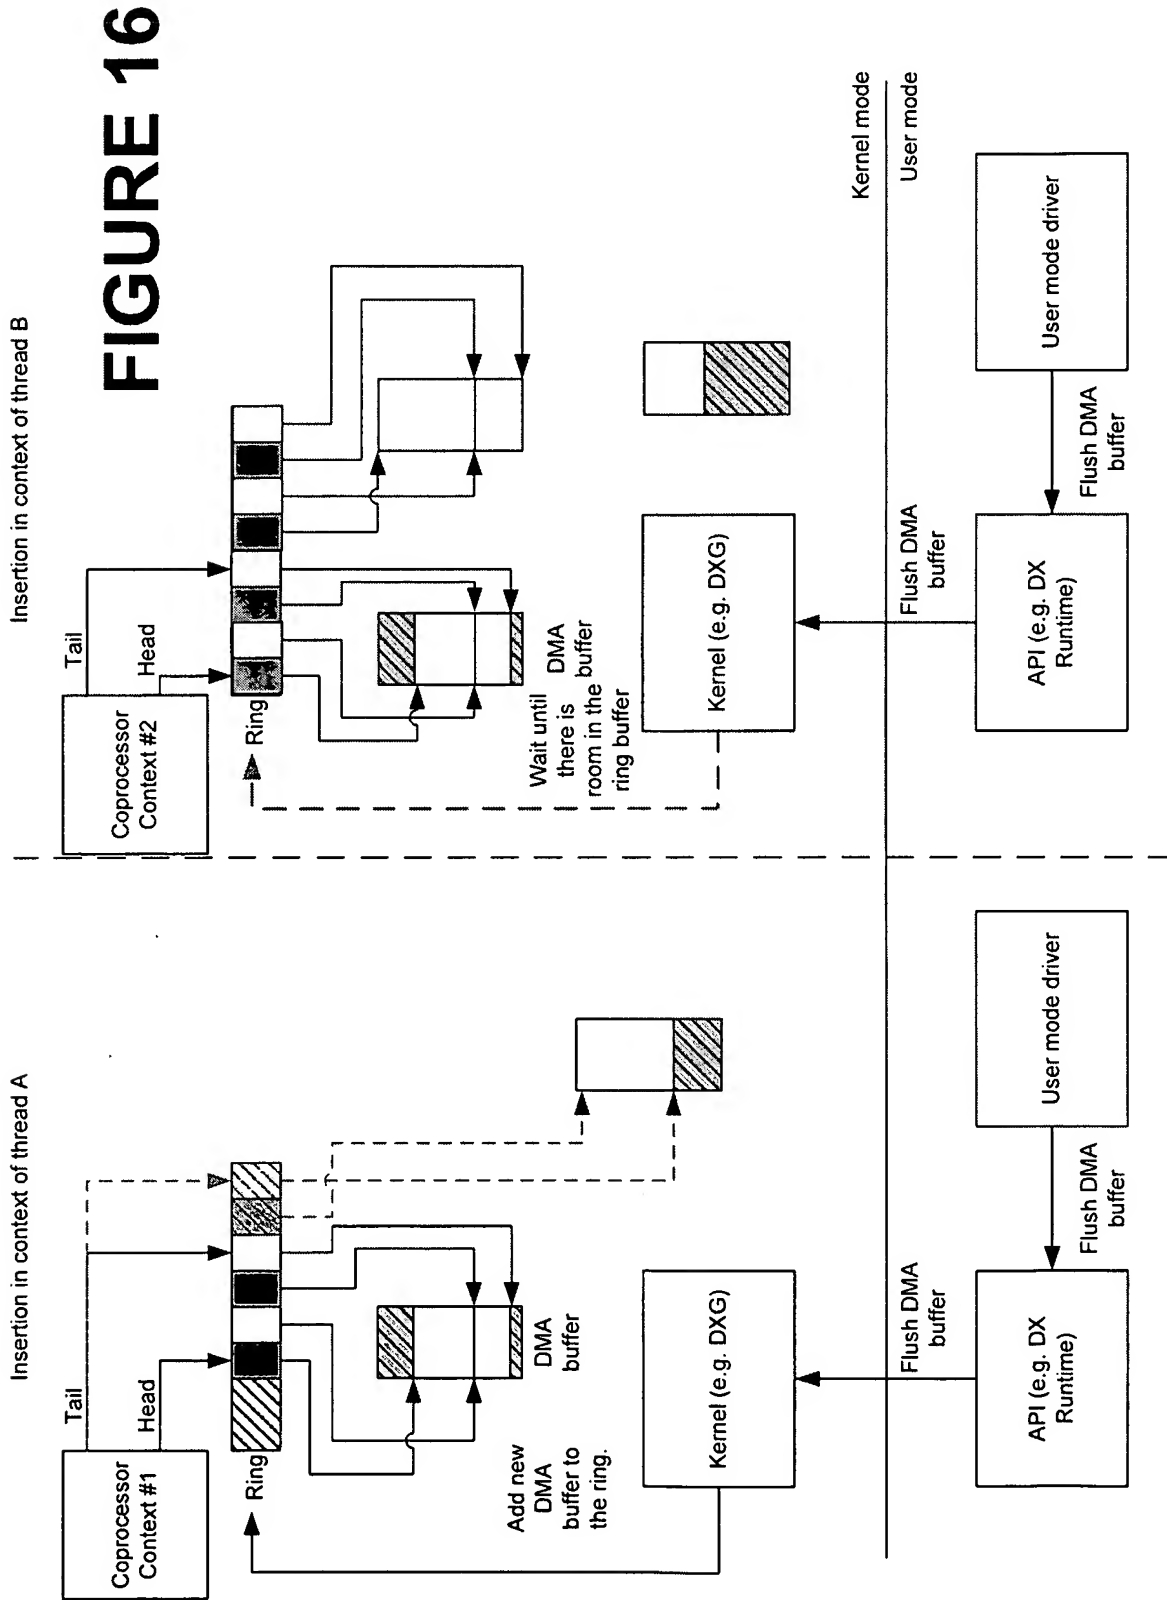 Insertion in context of thread A
Coprocessor
Context #1
Tail
Head
Ring
DMA
buffer
Add new
DMA
buffer to
the ring.
Kernel (e.g. DXG)
Flush DMA
buffer
API (e.g. DX
Runtime)
Flush DMA
buffer
User mode driver
Insertion in context of thread B
Coprocessor
Context #2
Tail
Head
Ring
DMA
buffer
Wait until
there is
room in the
ring buffer
Kernel (e.g. DXG)
Kernel mode
User mode
Flush DMA
buffer
API (e.g. DX
Runtime)
Flush DMA
buffer
User mode driver
FIGURE 16